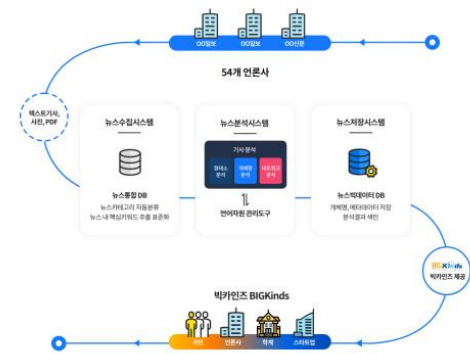 OO일보 OO일보 OO신문
54개 언론사
텍스트기사,
사진, PDF
뉴스수집시스템
뉴스통합 DB
뉴스카테고리 자동분류
뉴스 내 핵심키워드 추출 표준화
뉴스분석시스템
기사 분석
형태소 분석
개체명 분석
네트워크 분석
언어자원 관리도구
뉴스저장시스템
뉴스빅데이터 DB
개체명, 메타데이터 저장
분석결과 색인
BIGKinds
빅카인즈 제공
빅카인즈 BIGKinds
국민 언론사 학계 스타트업